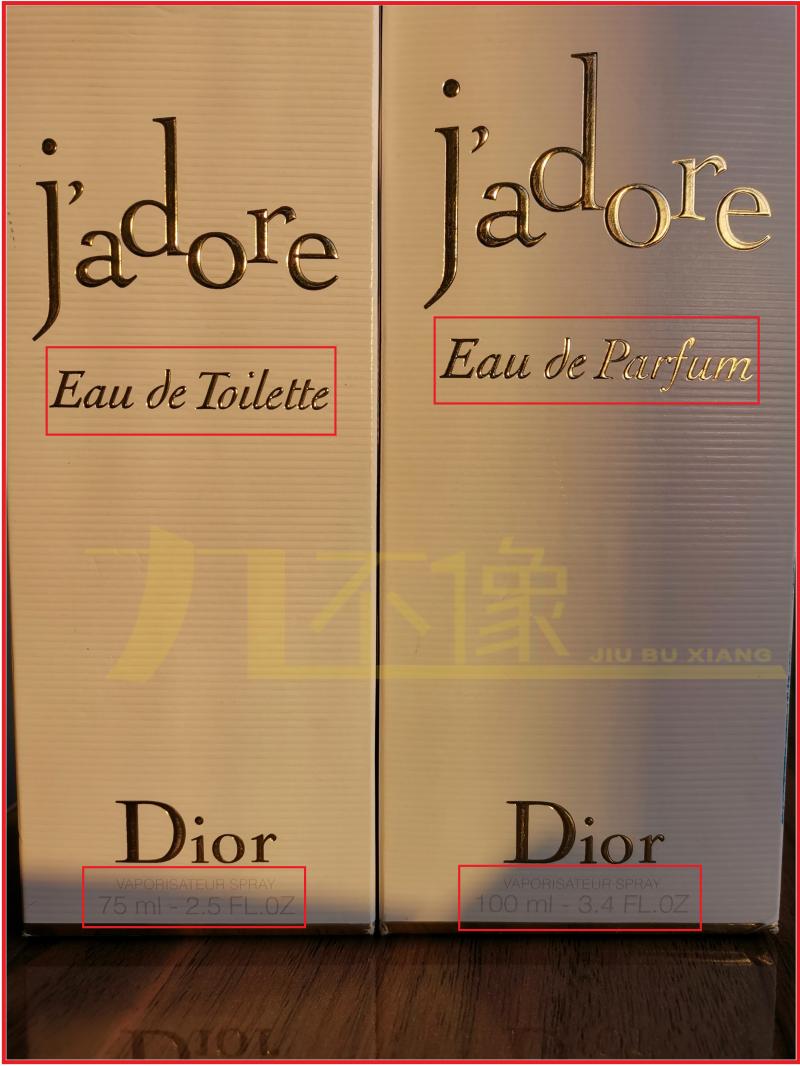 j'adore
Eau de Toilette
Dior
VAPORISATEUR SPRAY
75 ml - 2.5 FL.OZ
j'adore
Eau de Parfum
Dior
VAPORISATEUR SPRAY
100 ml - 3.4 FL.OZ
九不像
JIU BU XIANG
Dior